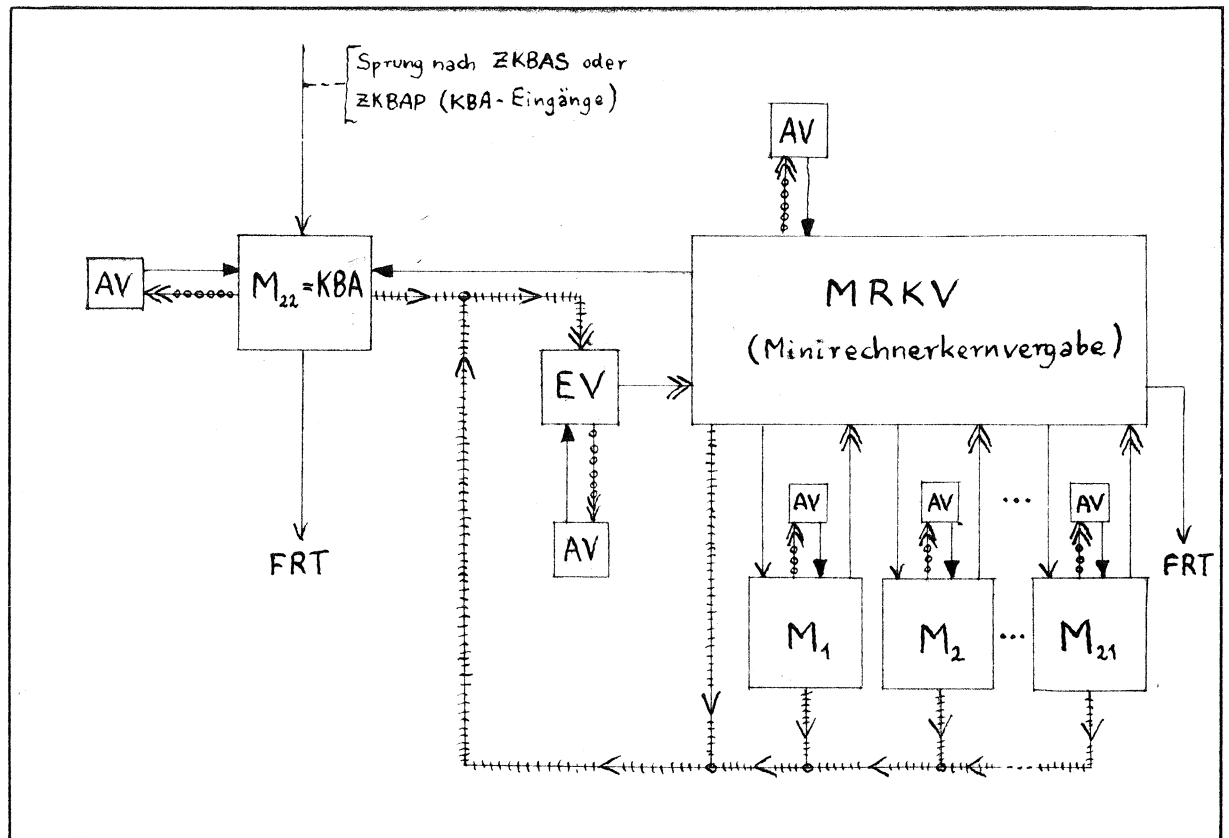 Sprung nach ZKBAS oder
ZKBAP (KBA-Eingänge)
AV
AV
M₂₂=KBA
MRKV
(Minirechnerkernvergabe)
EV
AV
FRT
AV
AV
...
AV
FRT
M₁
M₂
...
M₂₁